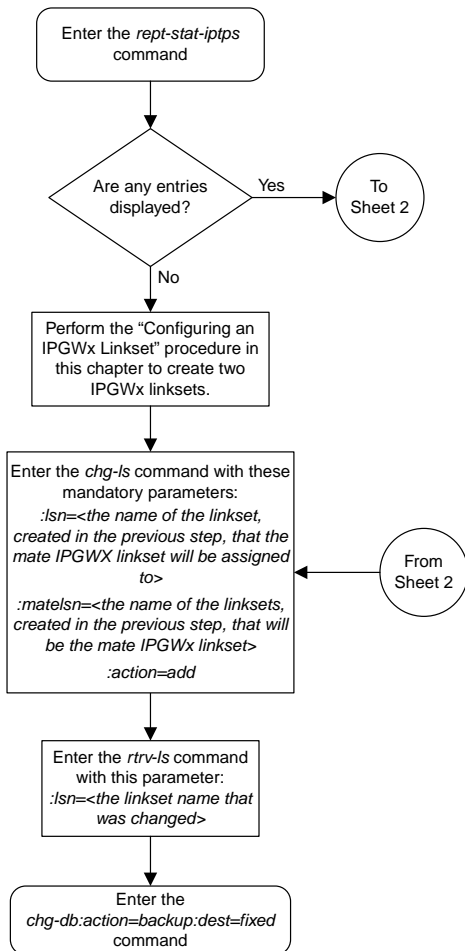 Enter the rept-stat-iptps
command
Are any entries
displayed?
Yes
To
Sheet 2
No
Perform the “Configuring an
IPGWx Linkset” procedure in
this chapter to create two
IPGWx linksets.
Enter the chg-ls command with these
mandatory parameters:
:lsn=<the name of the linkset,
created in the previous step, that the
mate IPGWX linkset will be assigned
to>
:matelsn=<the name of the linksets,
created in the previous step, that will
be the mate IPGWx linkset>
:action=add
From
Sheet 2
Enter the rtrv-ls command
with this parameter:
:lsn=<the linkset name that
was changed>
Enter the
chg-db:action=backup:dest=fixed
command